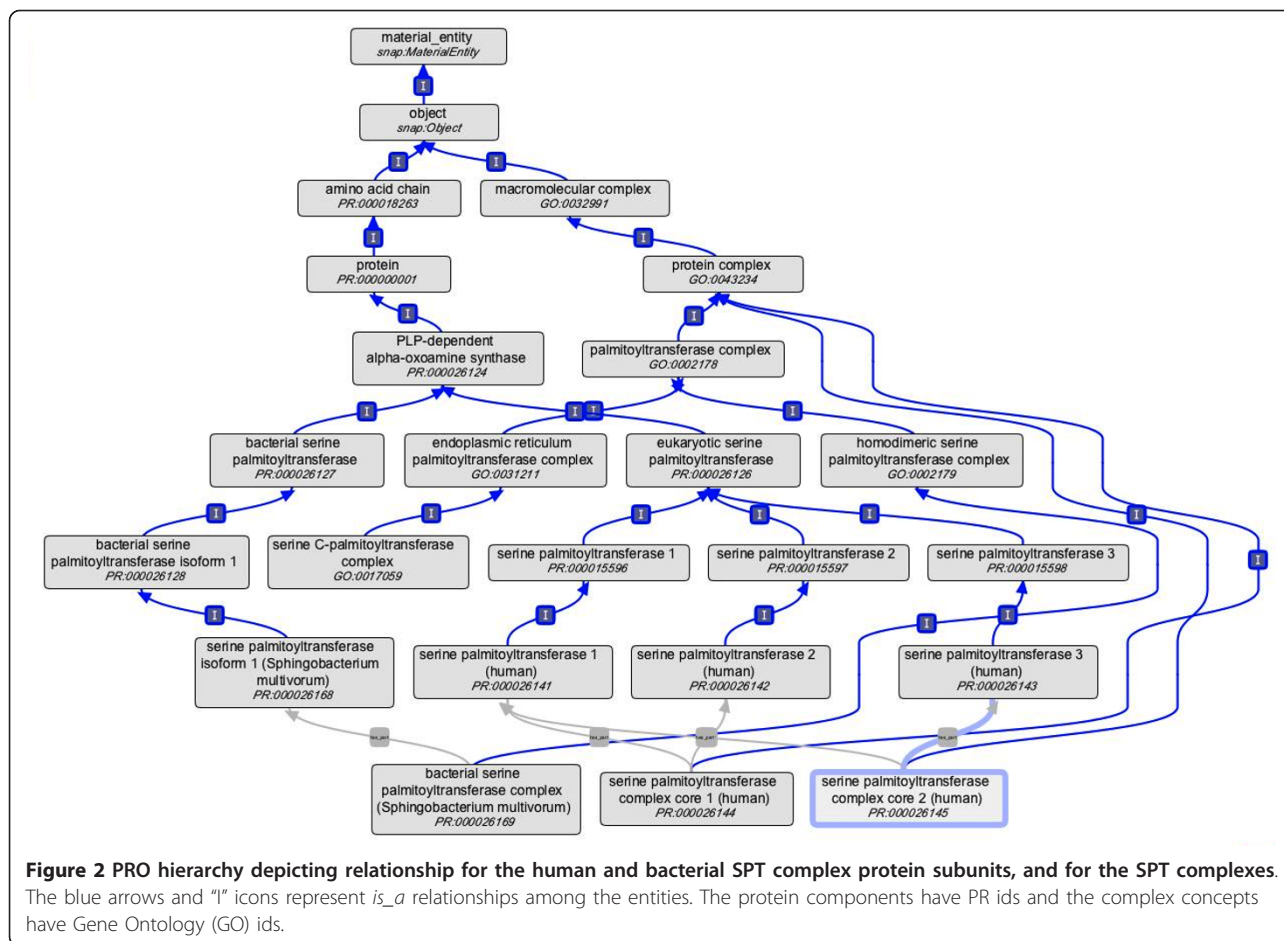 material_entity
snap:MaterialEntity
I
object
snap:Object
I
I
amino acid chain
PR:000018263
macromolecular complex
GO:0032991
I
I
protein
PR:000000001
protein complex
GO:0043234
I
I
PLP-dependent
alpha-oxoamine synthase
PR:000026124
palmitoyltransferase complex
GO:0002178
I
I
I
I
bacterial serine
palmitoyltransferase
PR:000026127
endoplasmic reticulum
palmitoyltransferase complex
GO:0031211
eukaryotic serine
palmitoyltransferase
PR:000026126
homodimeric serine
palmitoyltransferase complex
GO:0002179
I
I
I
I
I
I
I
bacterial serine
palmitoyltransferase isoform 1
PR:000026128
serine C-palmitoyltransferase
complex
GO:0017059
serine palmitoyltransferase 1
PR:000015596
serine palmitoyltransferase 2
PR:000015597
serine palmitoyltransferase 3
PR:000015598
I
I
I
I
I
serine palmitoyltransferase
isoform 1 (Sphingobacterium
multivorum)
PR:000026168
serine palmitoyltransferase 1
(human)
PR:000026141
serine palmitoyltransferase 2
(human)
PR:000026142
serine palmitoyltransferase 3
(human)
PR:000026143
has_part
has_part
has_part
has_part
bacterial serine
palmitoyltransferase complex
(Sphingobacterium multivorum)
PR:000026169
serine palmitoyltransferase
complex core 1 (human)
PR:000026144
serine palmitoyltransferase
complex core 2 (human)
PR:000026145
Figure 2 PRO hierarchy depicting relationship for the human and bacterial SPT complex protein subunits, and for the SPT complexes.
The blue arrows and "I" icons represent is_a relationships among the entities. The protein components have PR ids and the complex concepts
have Gene Ontology (GO) ids.